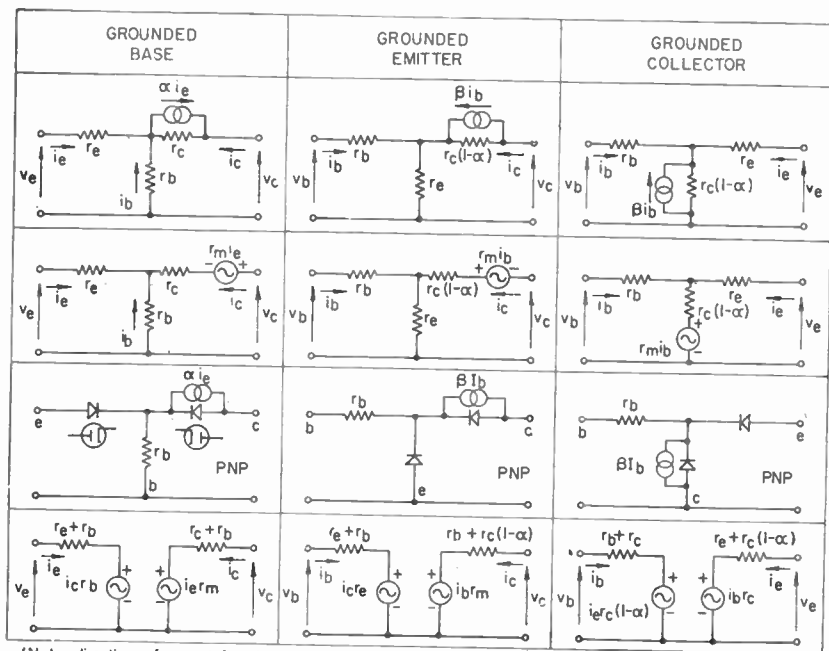 GROUNDED BASE
GROUNDED EMITTER
GROUNDED COLLECTOR
αie
re
rc
ie
ic
ve
rb
ib
vc
βib
rb
rc(1-α)
ib
ic
vb
re
vc
rb
re
ib
ie
vb
βib
rc(1-α)
ve
rmie
- +
re
rc
ie
ic
ve
rb
ib
vc
rmib
+ -
rb
rc(1-α)
ib
ic
vb
re
vc
rb
re
ib
rc(1-α)
ie
vb
+
rmib
-
ve
αie
e
c
rb
b
PNP
βIb
rb
b
c
e
PNP
rb
b
e
βIb
c
PNP
re+rb
rc+rb
ie
ic
ve
icrb
+
-
+
-
ierm
vc
re+rb
rb+rc(1-α)
ib
ic
vb
icre
+
-
+
-
ibrm
vc
rb+rc
re+rc(1-α)
ib
ie
vb
ierc(1-α)
+
-
+
-
ibrc
ve